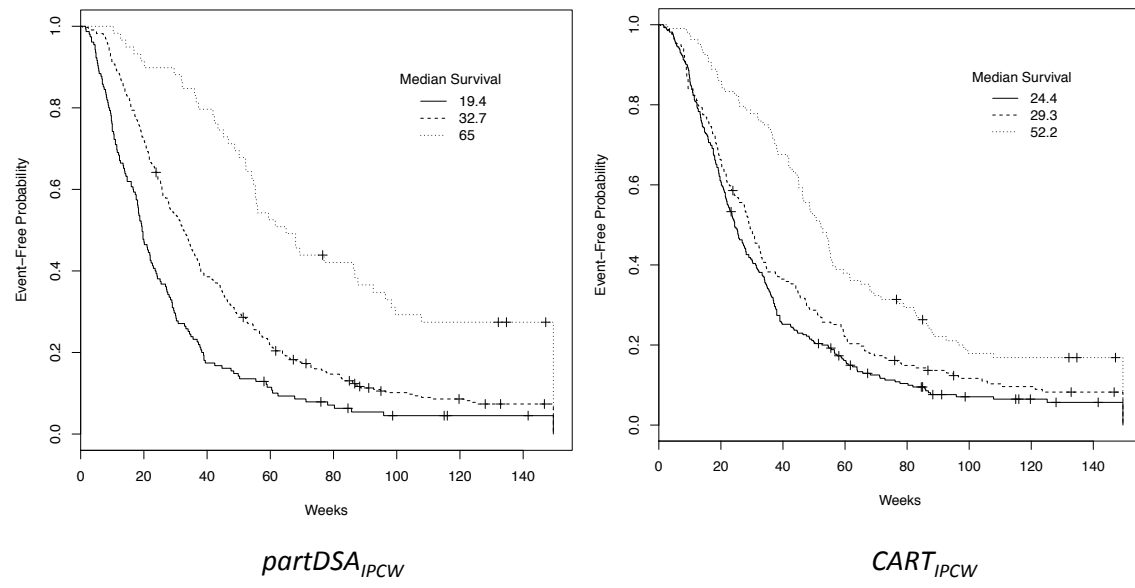 Median Survival
19.4
32.7
65
Event−Free Probability
1.0
0.8
0.6
0.4
0.2
0.0
0 20 40 60 80 100 120 140
Weeks
partDSA_IPCW
Median Survival
24.4
29.3
52.2
Event−Free Probability
1.0
0.8
0.6
0.4
0.2
0.0
0 20 40 60 80 100 120 140
Weeks
CART_IPCW